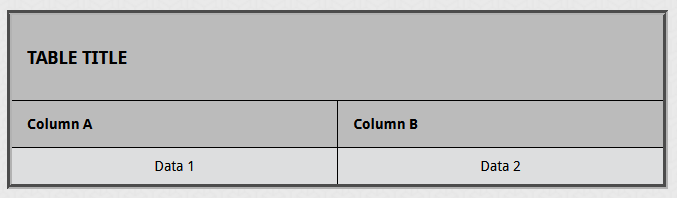 TABLE TITLE
Column A Column B
Data 1 Data 2